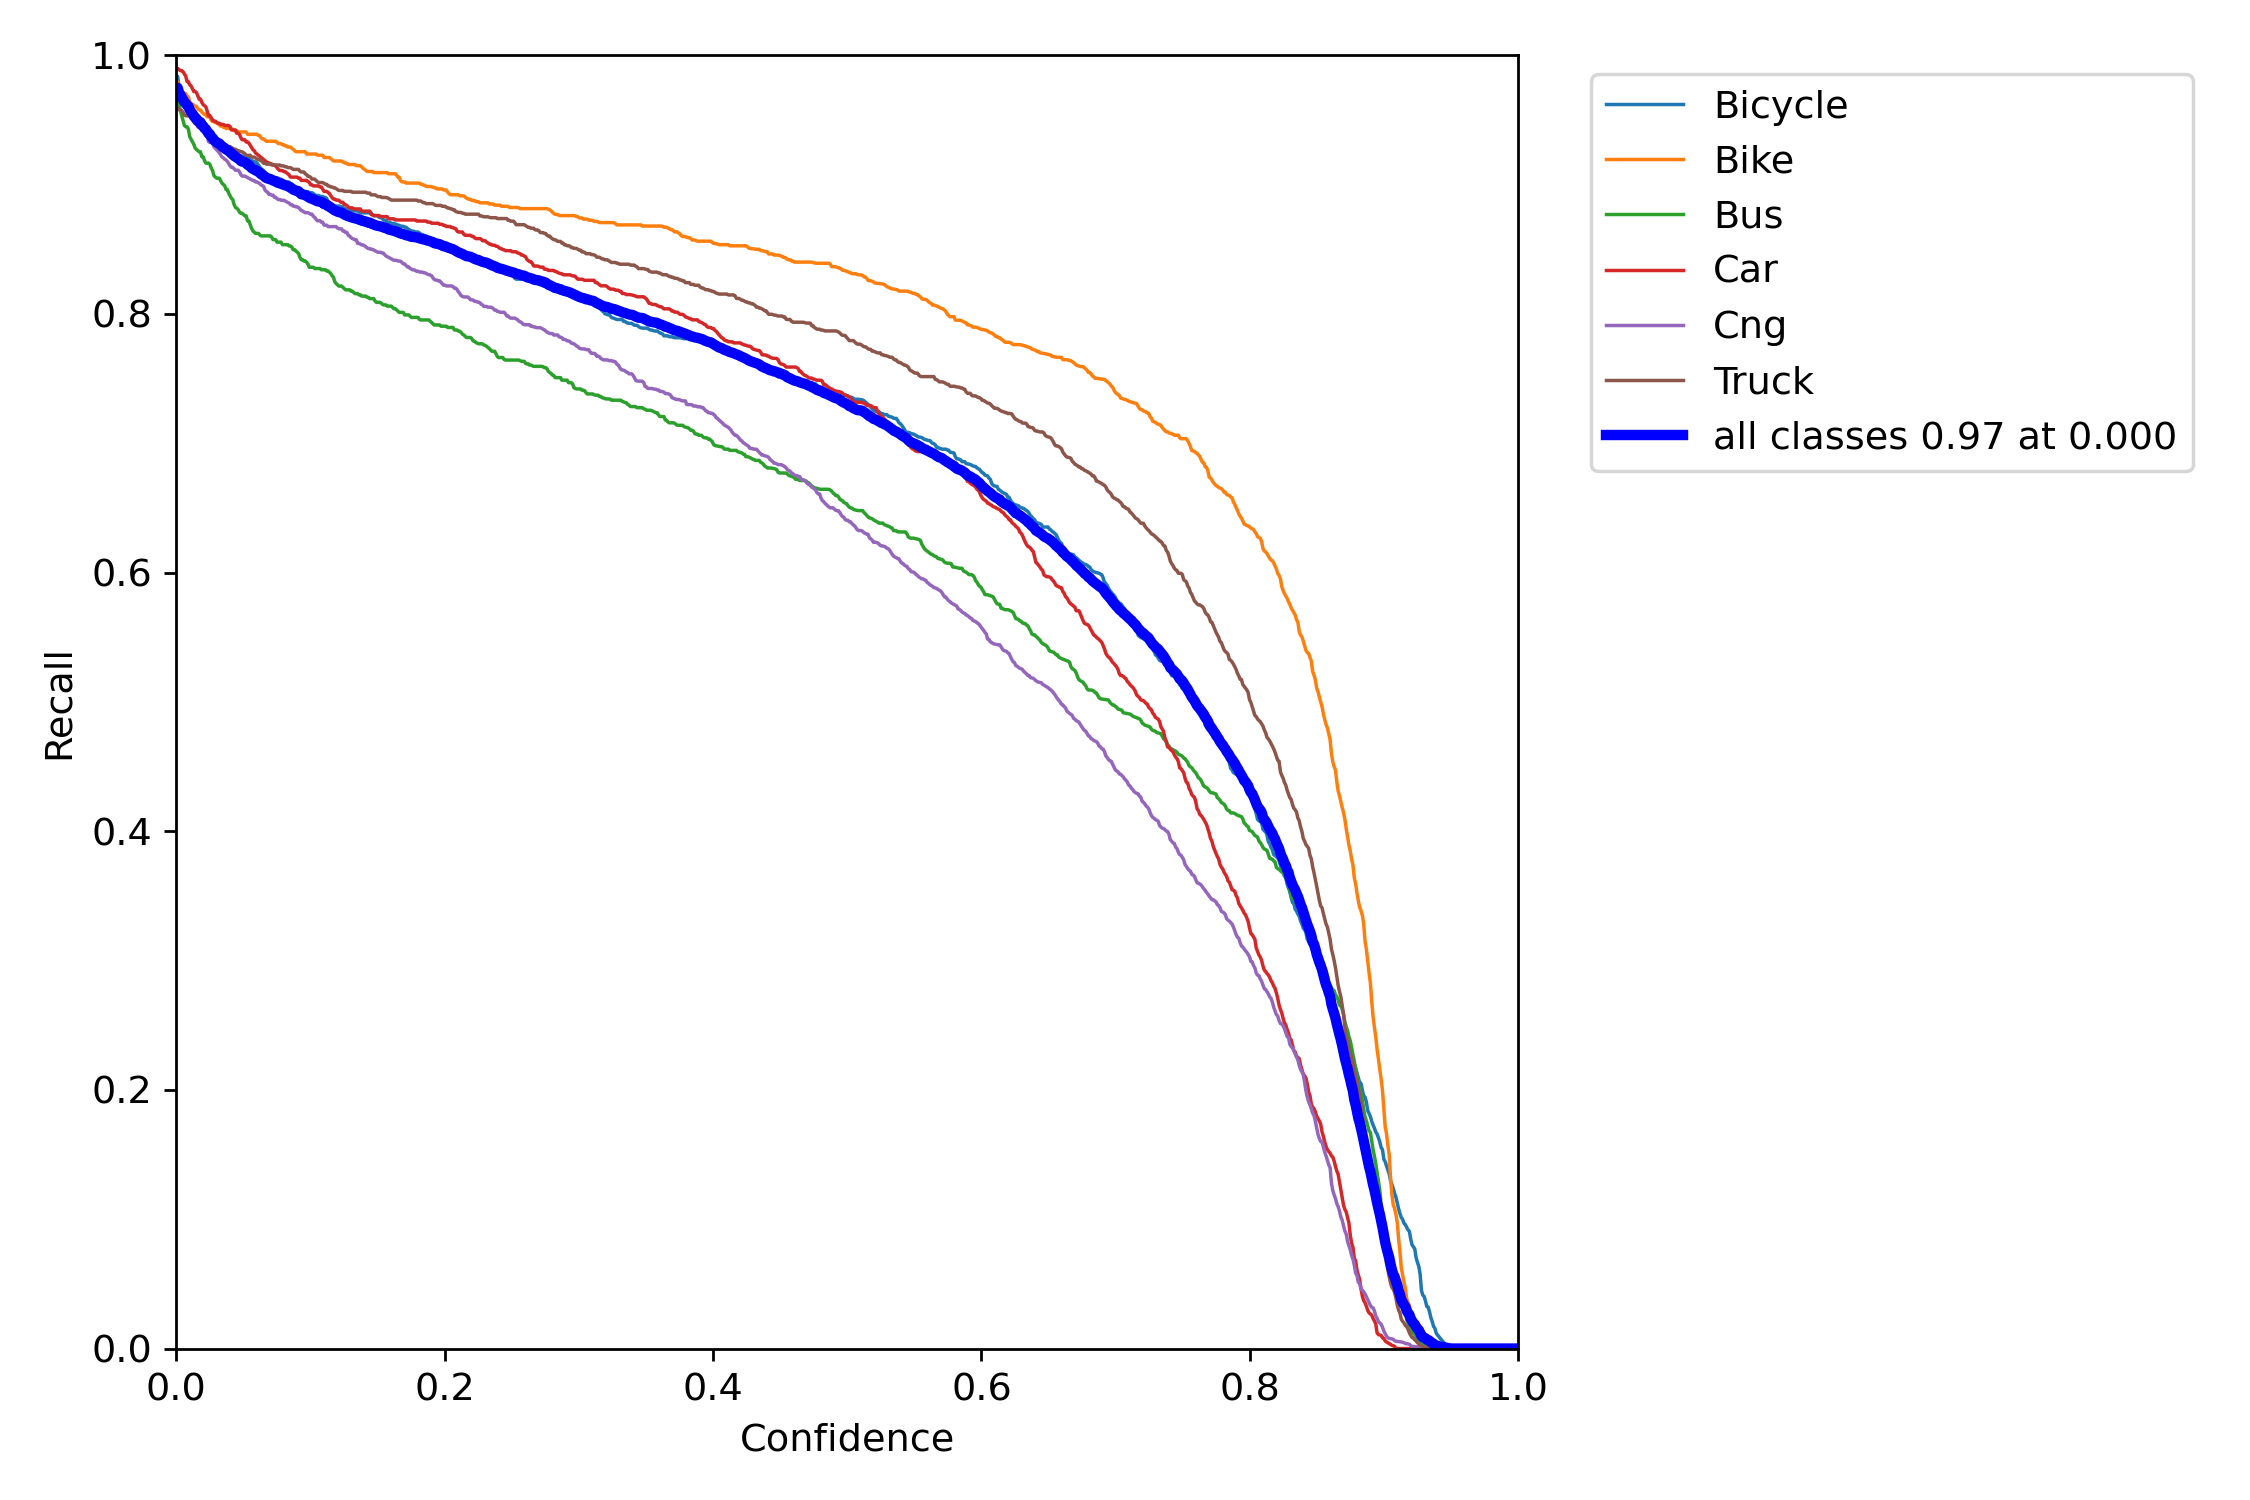 1.0
0.8
0.6
0.4
0.2
0.0
Recall
0.0 0.2 0.4 0.6 0.8 1.0
Confidence
Bicycle
Bike
Bus
Car
Cng
Truck
all classes 0.97 at 0.000